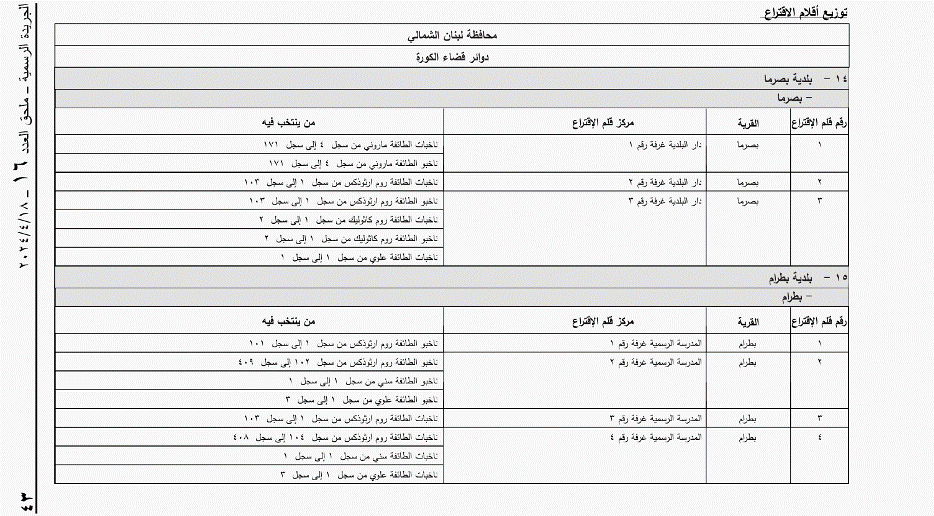 توزيع أقلام الاقتراع
محافظة لبنان الشمالي
دوائر قضاء الكورة
١٤ - بلدية بصرما
- بصرما
رقم قلم الإقتراع القرية مركز قلم الإقتراع من ينتخب فيه
١ بصرما دار البلدية غرفة رقم ١ ناخبات الطائفة ماروني من سجل ٤ إلى سجل ١٧١
ناخبو الطائفة ماروني من سجل ٤ إلى سجل ١٧١
٢ بصرما دار البلدية غرفة رقم ٢ ناخبات الطائفة روم ارثوذكس من سجل ١ إلى سجل ١٠٣
٣ بصرما دار البلدية غرفة رقم ٣ ناخبو الطائفة روم ارثوذكس من سجل ١ إلى سجل ١٠٣
ناخبات الطائفة روم كاثوليك من سجل ١ إلى سجل ٢
ناخبو الطائفة روم كاثوليك من سجل ١ إلى سجل ٢
ناخبات الطائفة علوي من سجل ١ إلى سجل ١
١٥ - بلدية بطرام
- بطرام
رقم قلم الإقتراع القرية مركز قلم الإقتراع من ينتخب فيه
١ بطرام المدرسة الرسمية غرفة رقم ١ ناخبو الطائفة روم ارثوذكس من سجل ١ إلى سجل ١٠١
٢ بطرام المدرسة الرسمية غرفة رقم ٢ ناخبو الطائفة روم ارثوذكس من سجل ١٠٢ إلى سجل ٤٠٩
ناخبو الطائفة سني من سجل ١ إلى سجل ١
ناخبو الطائفة علوي من سجل ١ إلى سجل ٣
٣ بطرام المدرسة الرسمية غرفة رقم ٣ ناخبات الطائفة روم ارثوذكس من سجل ١ إلى سجل ١٠٣
٤ بطرام المدرسة الرسمية غرفة رقم ٤ ناخبات الطائفة روم ارثوذكس من سجل ١٠٤ إلى سجل ٤٠٨
ناخبات الطائفة سني من سجل ١ إلى سجل ١
ناخبات الطائفة علوي من سجل ١ إلى سجل ٣
الجريدة الرسمية - ملحق العدد ١٦ - ٢٠٢٤/٤/١٨
٤٣